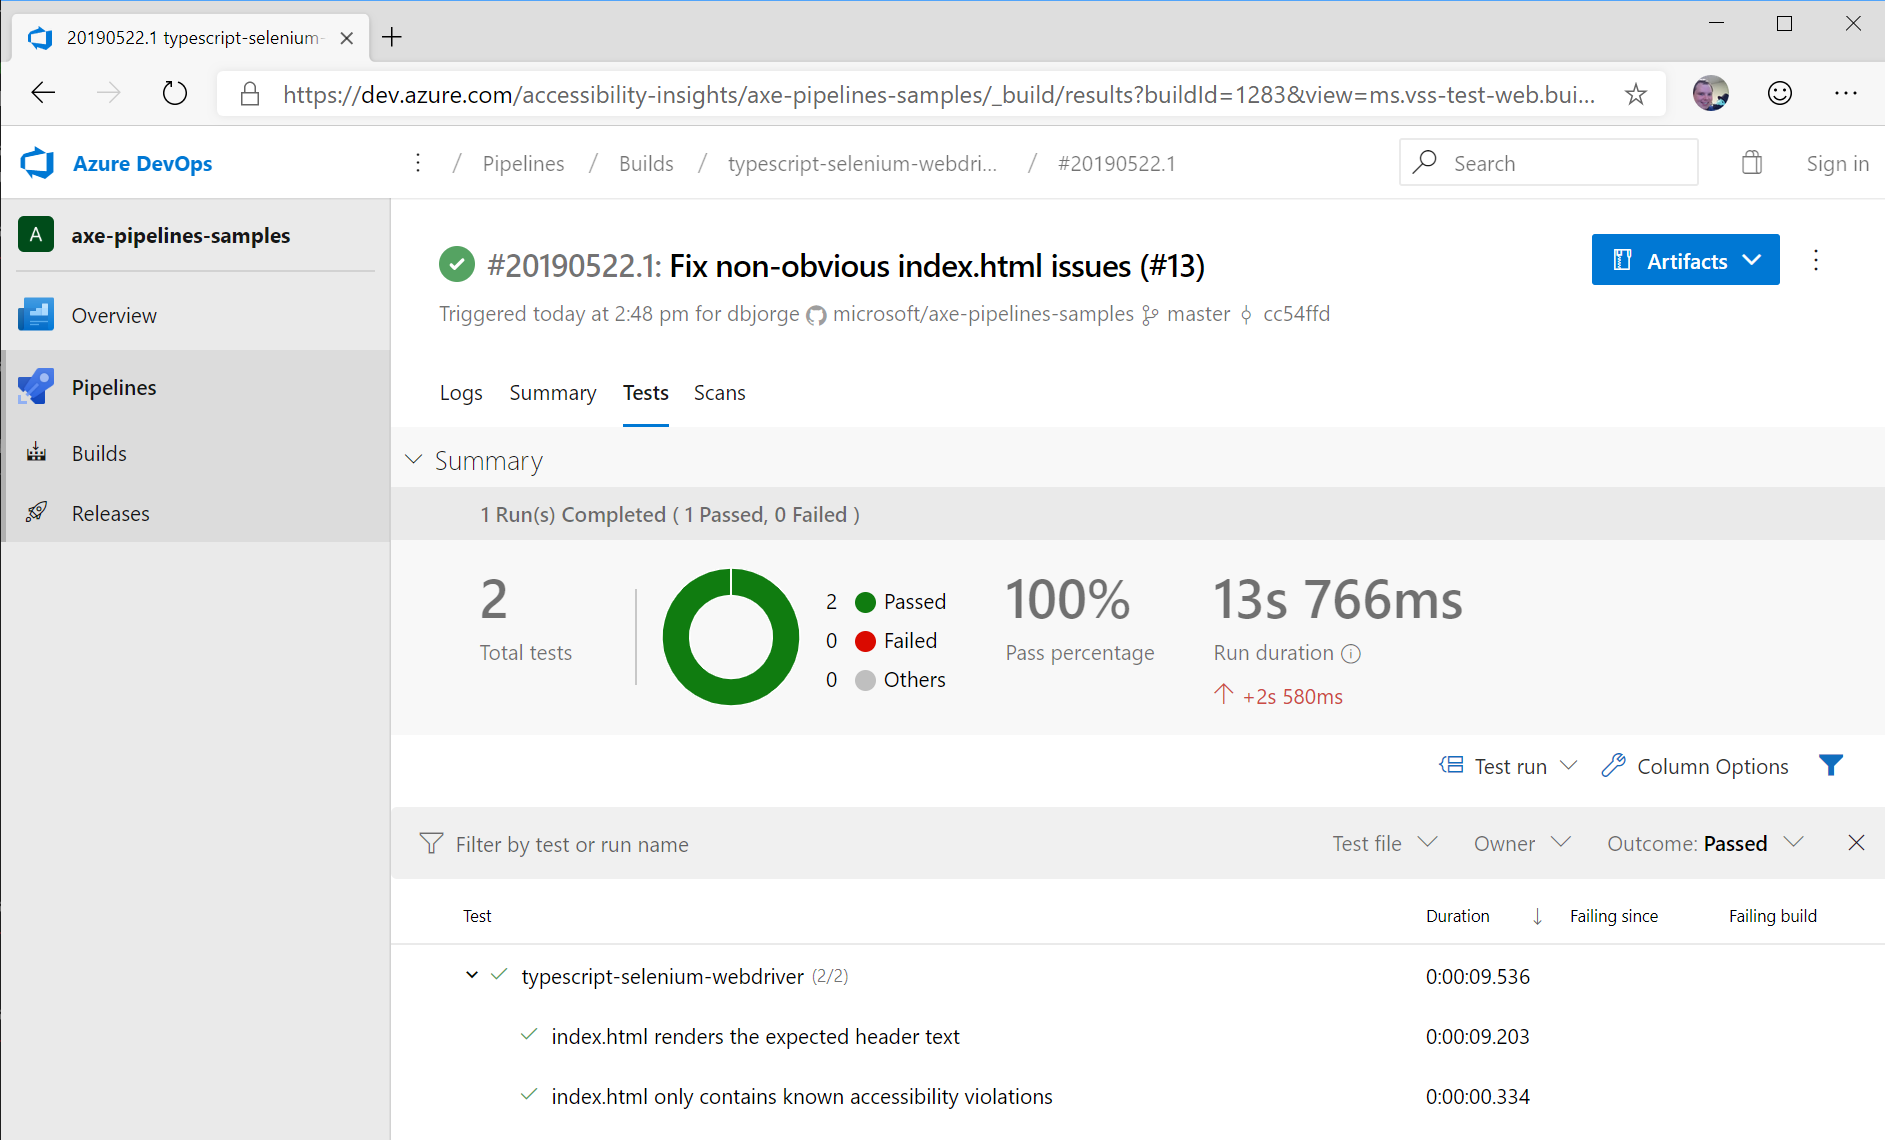 20190522.1 typescript-selenium-
https://dev.azure.com/accessibility-insights/axe-pipelines-samples/_build/results?buildId=1283&view=ms.vss-test-web.bui...
Azure DevOps
/ Pipelines / Builds / typescript-selenium-webdri... / #20190522.1
Search
Sign in
A axe-pipelines-samples
Overview
Pipelines
Builds
Releases
#20190522.1: Fix non-obvious index.html issues (#13)
Artifacts
Triggered today at 2:48 pm for dbjorge microsoft/axe-pipelines-samples master cc54ffd
Logs Summary Tests Scans
Summary
1 Run(s) Completed ( 1 Passed, 0 Failed )
2
Total tests
2 Passed
0 Failed
0 Others
100%
Pass percentage
13s 766ms
Run duration
+2s 580ms
Test run Column Options
Filter by test or run name Test file Owner Outcome: Passed
Test Duration Failing since Failing build
typescript-selenium-webdriver (2/2) 0:00:09.536
index.html renders the expected header text 0:00:09.203
index.html only contains known accessibility violations 0:00:00.334